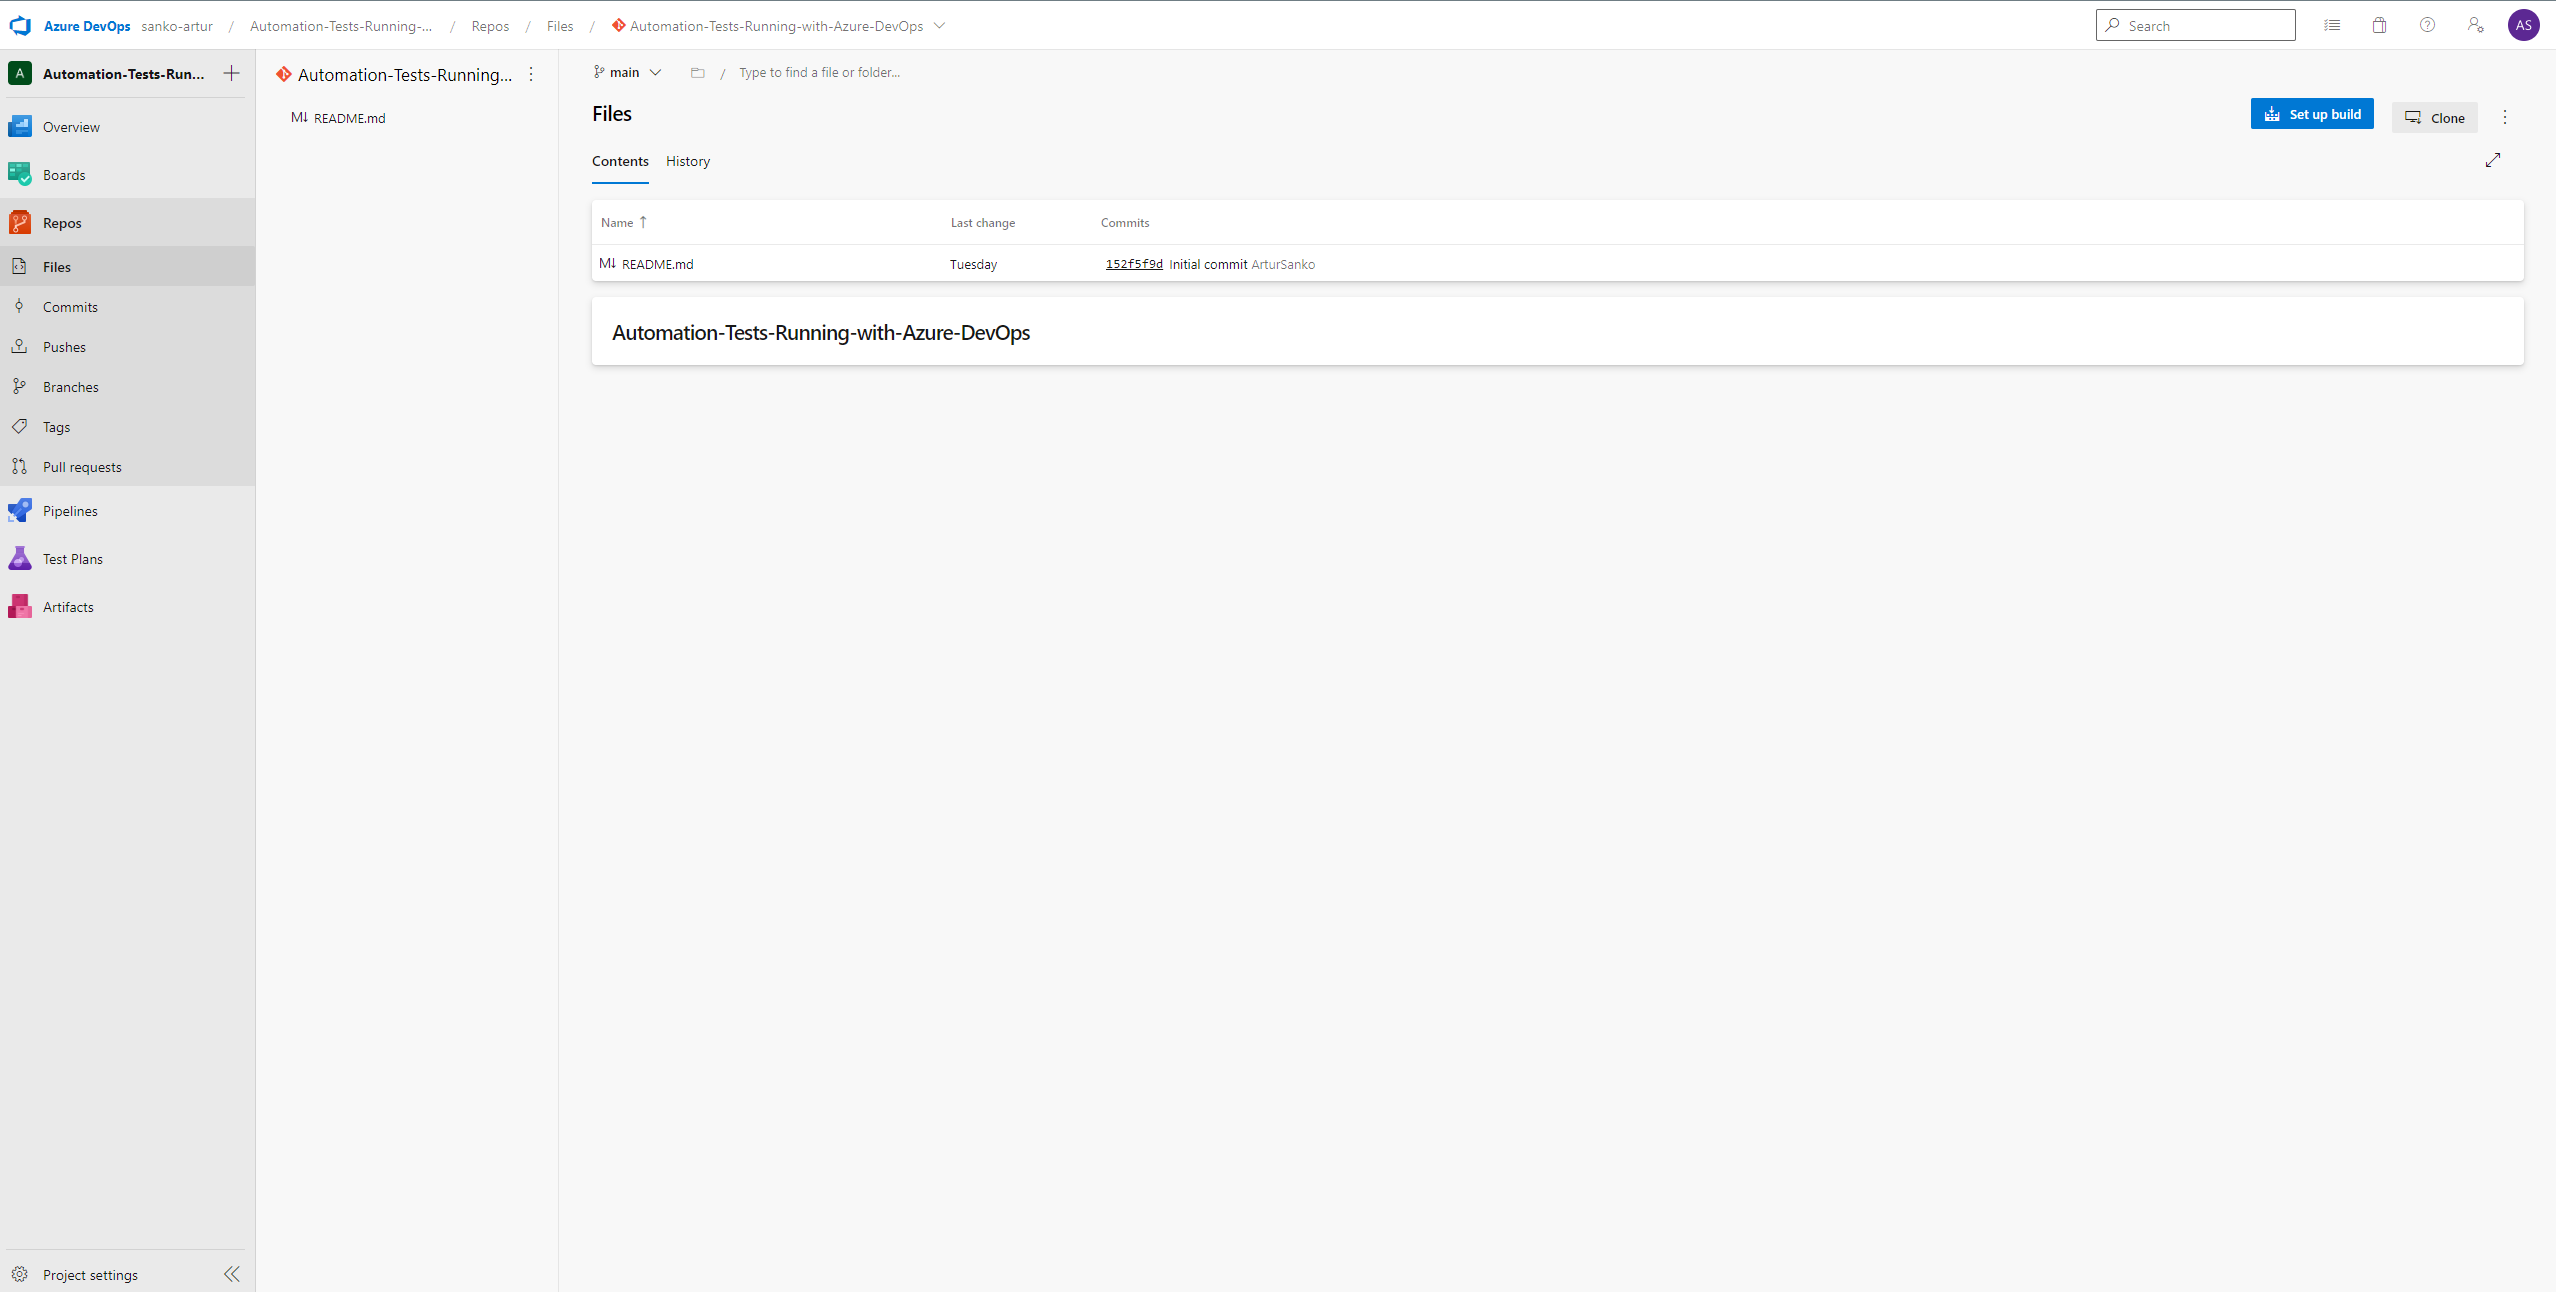 Azure DevOps sanko-artur / Automation-Tests-Running-... / Repos / Files / Automation-Tests-Running-with-Azure-DevOps
Search
AS
A Automation-Tests-Run...
Overview
Boards
Repos
Files
Commits
Pushes
Branches
Tags
Pull requests
Pipelines
Test Plans
Artifacts
Project settings
Automation-Tests-Running...
M↓ README.md
main / Type to find a file or folder...
Files
Set up build
Clone
Contents History
Name ↑ Last change Commits
M↓ README.md Tuesday 152f5f9d Initial commit ArturSanko
Automation-Tests-Running-with-Azure-DevOps